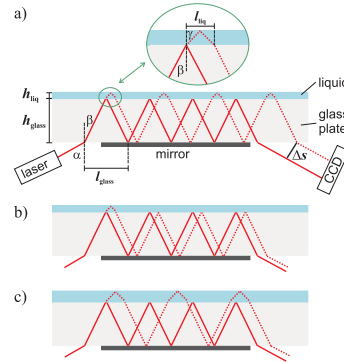 a)
l_liq
γ
β
h_liq
h_glass
β
α
laser
l_glass
mirror
liquid
glass
plate
Δs
CCD
b)
c)